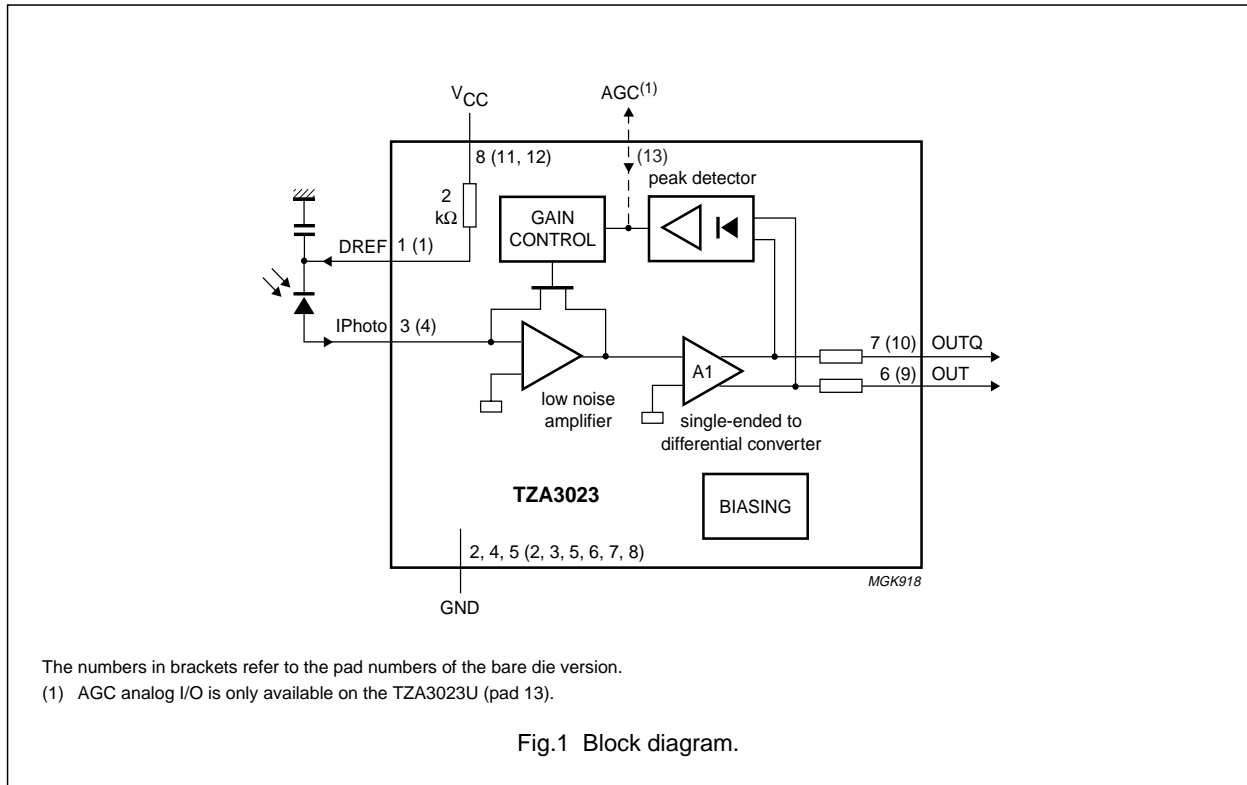 VCC
AGC(1)
8 (11, 12)
(13)
peak detector
2
kΩ
GAIN
CONTROL
DREF
1 (1)
IPhoto
3 (4)
7 (10)
OUTQ
A1
6 (9)
OUT
low noise
amplifier
single-ended to
differential converter
TZA3023
BIASING
2, 4, 5 (2, 3, 5, 6, 7, 8)
MGK918
GND
The numbers in brackets refer to the pad numbers of the bare die version.
(1) AGC analog I/O is only available on the TZA3023U (pad 13).
Fig.1 Block diagram.